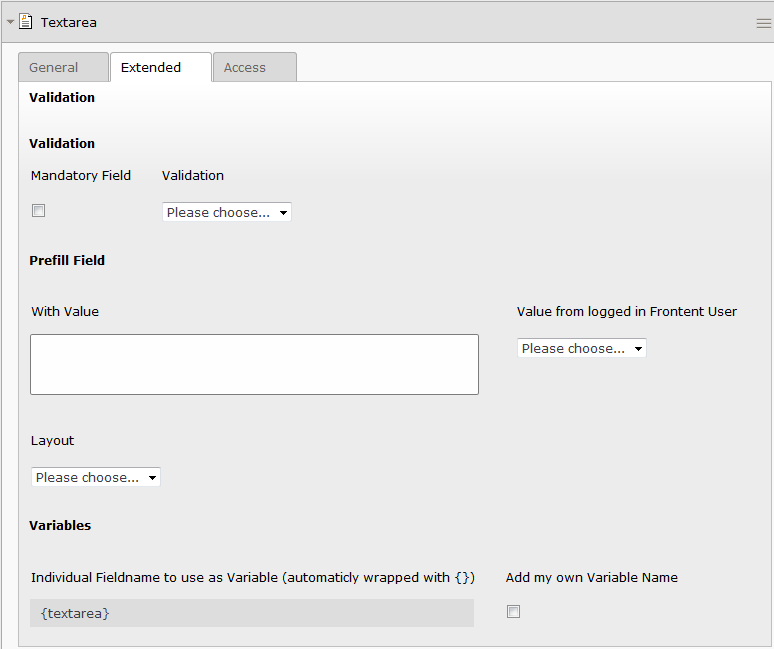 Textarea
General Extended Access
Validation
Validation
Mandatory Field Validation
Please choose...
Prefill Field
With Value Value from logged in Frontent User
Please choose...
Layout
Please choose...
Variables
Individual Fieldname to use as Variable (automaticly wrapped with {}) Add my own Variable Name
{textarea}